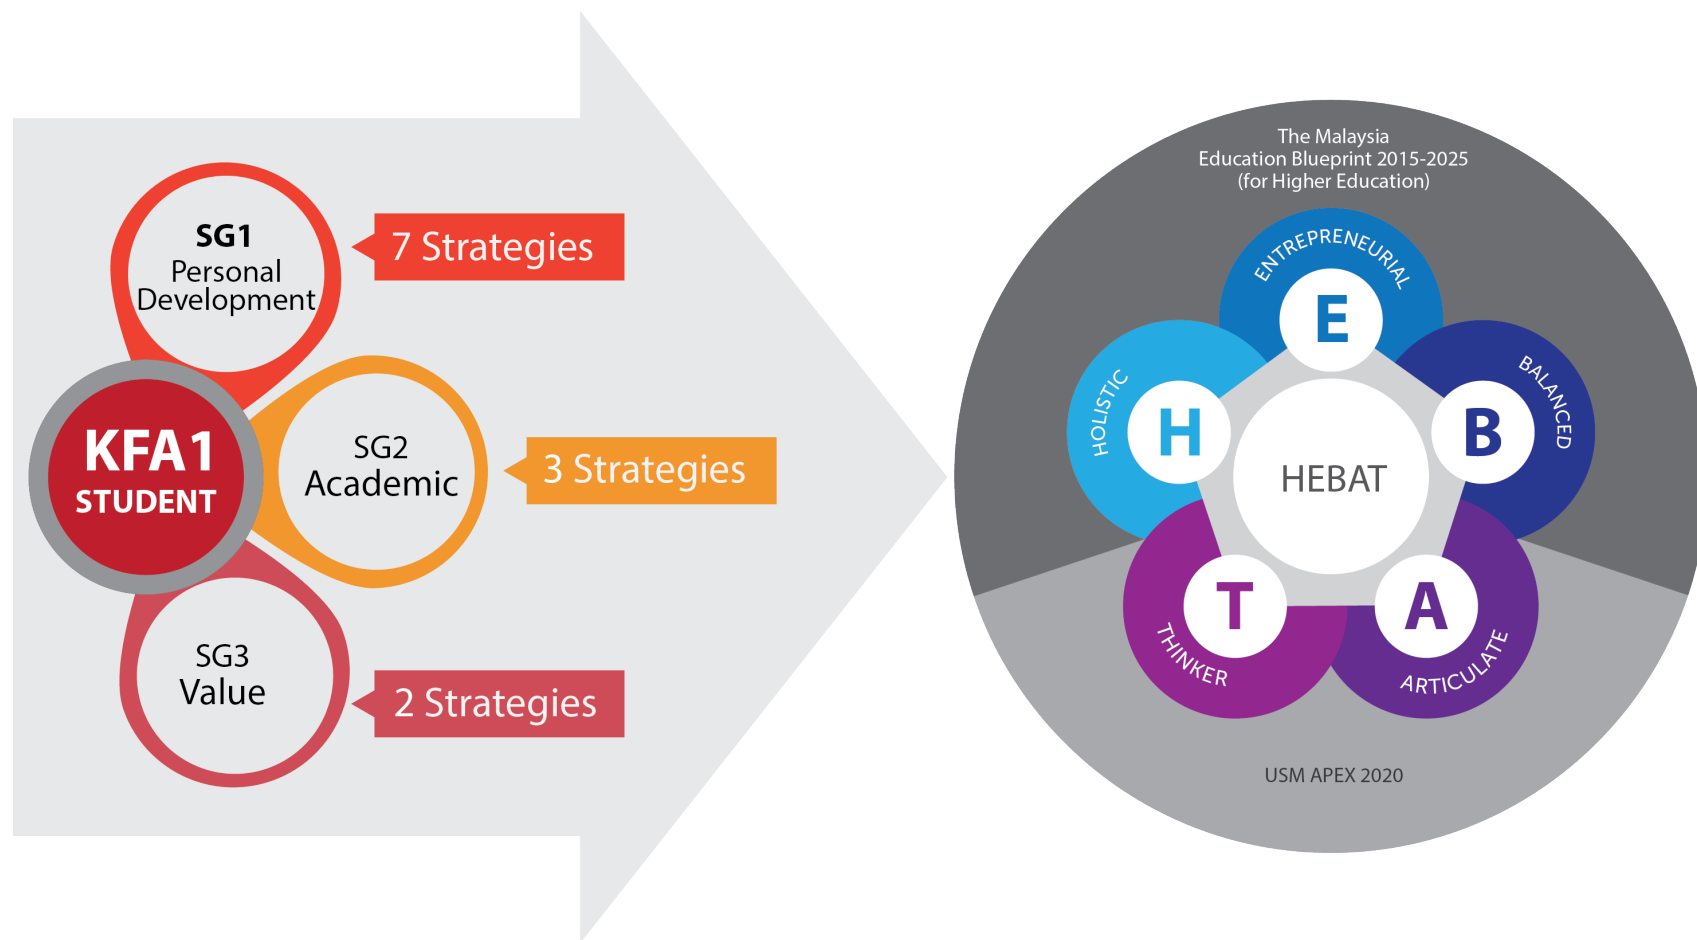 SG1
Personal
Development
7 Strategies
KFA1
STUDENT
SG2
Academic
3 Strategies
SG3
Value
2 Strategies
The Malaysia
Education Blueprint 2015-2025
(for Higher Education)
ENTREPRENEURIAL
E
HOLISTIC
H
BALANCED
B
HEBAT
T
THINKER
A
ARTICULATE
USM APEX 2020